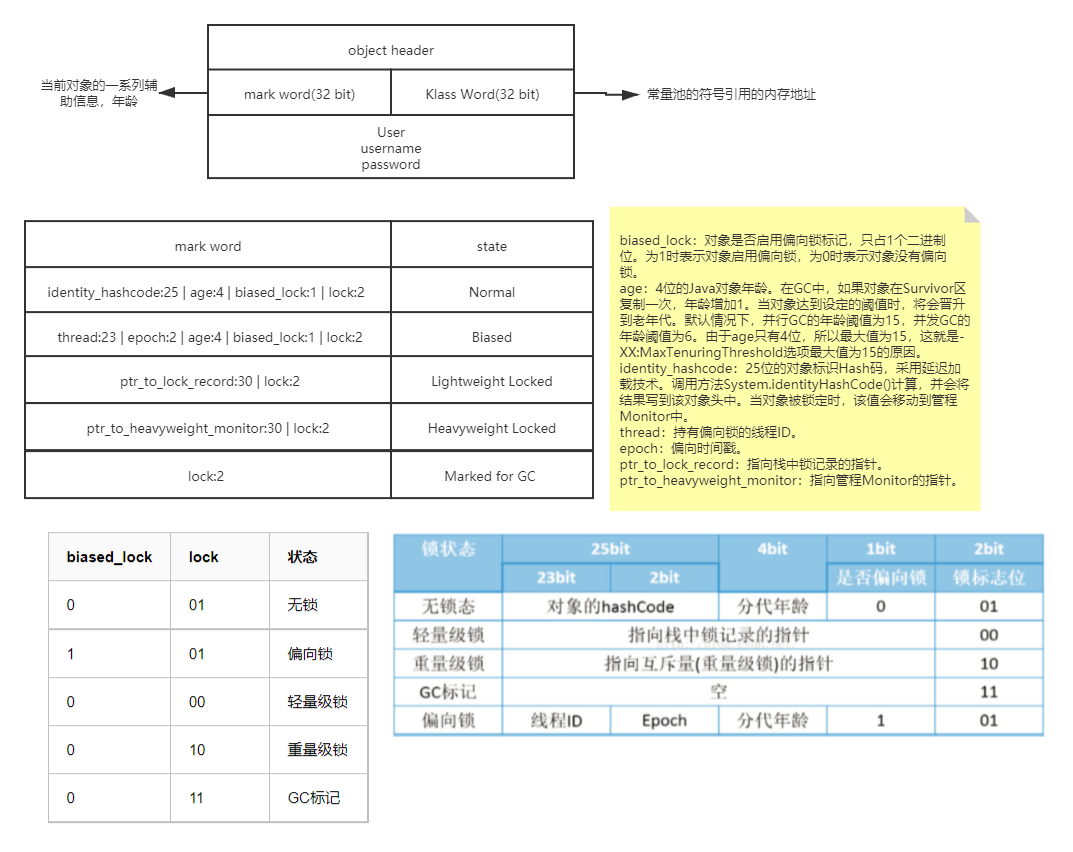 object header
当前对象的一系列辅
助信息，年龄
mark word(32 bit)
Klass Word(32 bit)
常量池的符号引用的内存地址
User
username
password
mark word
state
identity_hashcode:25 | age:4 | biased_lock:1 | lock:2
Normal
thread:23 | epoch:2 | age:4 | biased_lock:1 | lock:2
Biased
ptr_to_lock_record:30 | lock:2
Lightweight Locked
ptr_to_heavyweight_monitor:30 | lock:2
Heavyweight Locked
lock:2
Marked for GC
biased_lock：对象是否启用偏向锁标记，只占1个二进制
位。为1时表示对象启用偏向锁，为0时表示对象没有偏向
锁。
age：4位的Java对象年龄。在GC中，如果对象在Survivor区
复制一次，年龄增加1。当对象达到设定的阈值时，将会晋升
到老年代。默认情况下，并行GC的年龄阈值为15，并发GC的
年龄阈值为6。由于age只有4位，所以最大值为15，这就是-
XX:MaxTenuringThreshold选项最大值为15的原因。
identity_hashcode：25位的对象标识Hash码，采用延迟加
载技术。调用方法System.identityHashCode()计算，并会将
结果写到该对象头中。当对象被锁定时，该值会移动到管程
Monitor中。
thread：持有偏向锁的线程ID。
epoch：偏向时间戳。
ptr_to_lock_record：指向栈中锁记录的指针。
ptr_to_heavyweight_monitor：指向管程Monitor的指针。
biased_lock
lock
状态
0
01
无锁
1
01
偏向锁
0
00
轻量级锁
0
10
重量级锁
0
11
GC标记
锁状态
25bit
4bit
1bit
2bit
23bit
2bit
是否偏向锁
锁标志位
无锁态
对象的hashCode
分代年龄
0
01
轻量级锁
指向栈中锁记录的指针
00
重量级锁
指向互斥量(重量级锁)的指针
10
GC标记
空
11
偏向锁
线程ID
Epoch
分代年龄
1
01